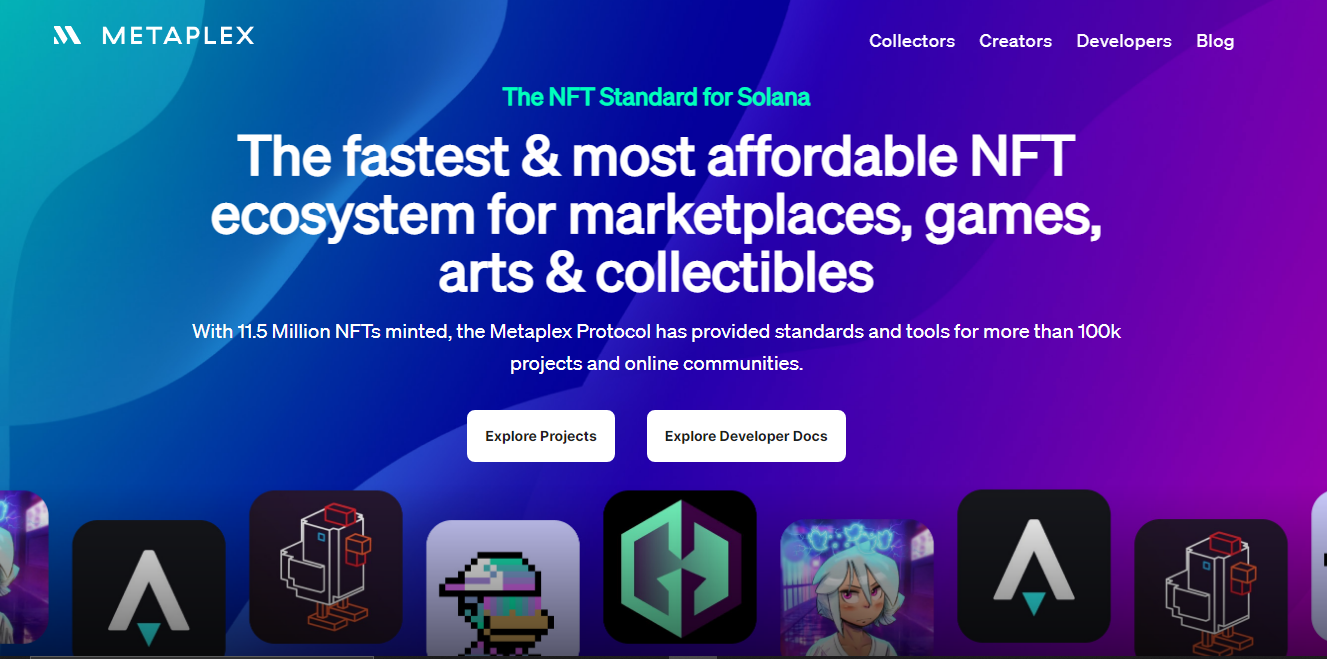 METAPLEX
Collectors
Creators
Developers
Blog
The NFT Standard for Solana
The fastest & most affordable NFT
ecosystem for marketplaces, games,
arts & collectibles
With 11.5 Million NFTs minted, the Metaplex Protocol has provided standards and tools for more than 100k
projects and online communities.
Explore Projects
Explore Developer Docs